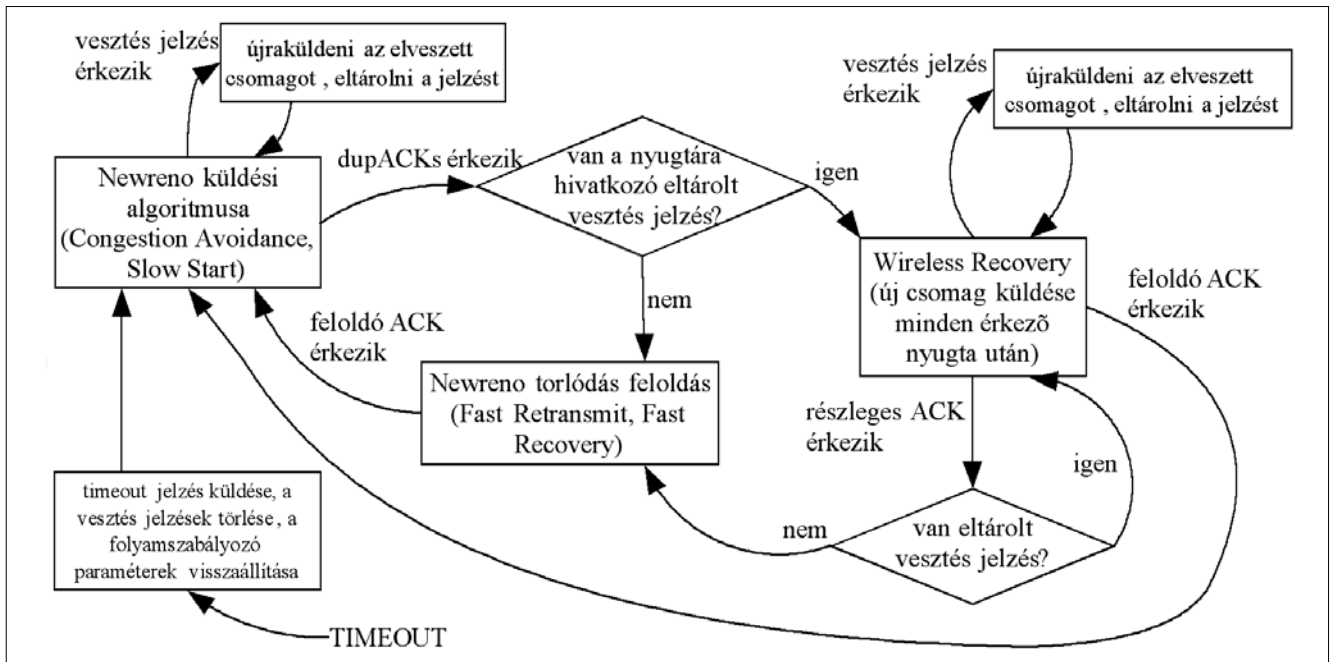 vesztés jelzés
érkezik
újraküldeni az elveszett
csomagot , eltárolni a jelzést
vesztés jelzés
érkezik
újraküldeni az elveszett
csomagot , eltárolni a jelzést
Newreno küldési
algoritmusa
(Congestion Avoidance,
Slow Start)
dupACKs érkezik
van a nyugtára
hivatkozó eltárolt
vesztés jelzés?
igen
Wireless Recovery
(új csomag küldése
minden érkezõ
nyugta után)
feloldó ACK
érkezik
nem
feloldó ACK
érkezik
Newreno torlódás feloldás
(Fast Retransmit, Fast
Recovery)
részleges ACK
érkezik
igen
timeout jelzés küldése, a
vesztés jelzések törlése , a
folyamszabályozó
paraméterek visszaállítása
nem
van eltárolt
vesztés jelzés?
TIMEOUT